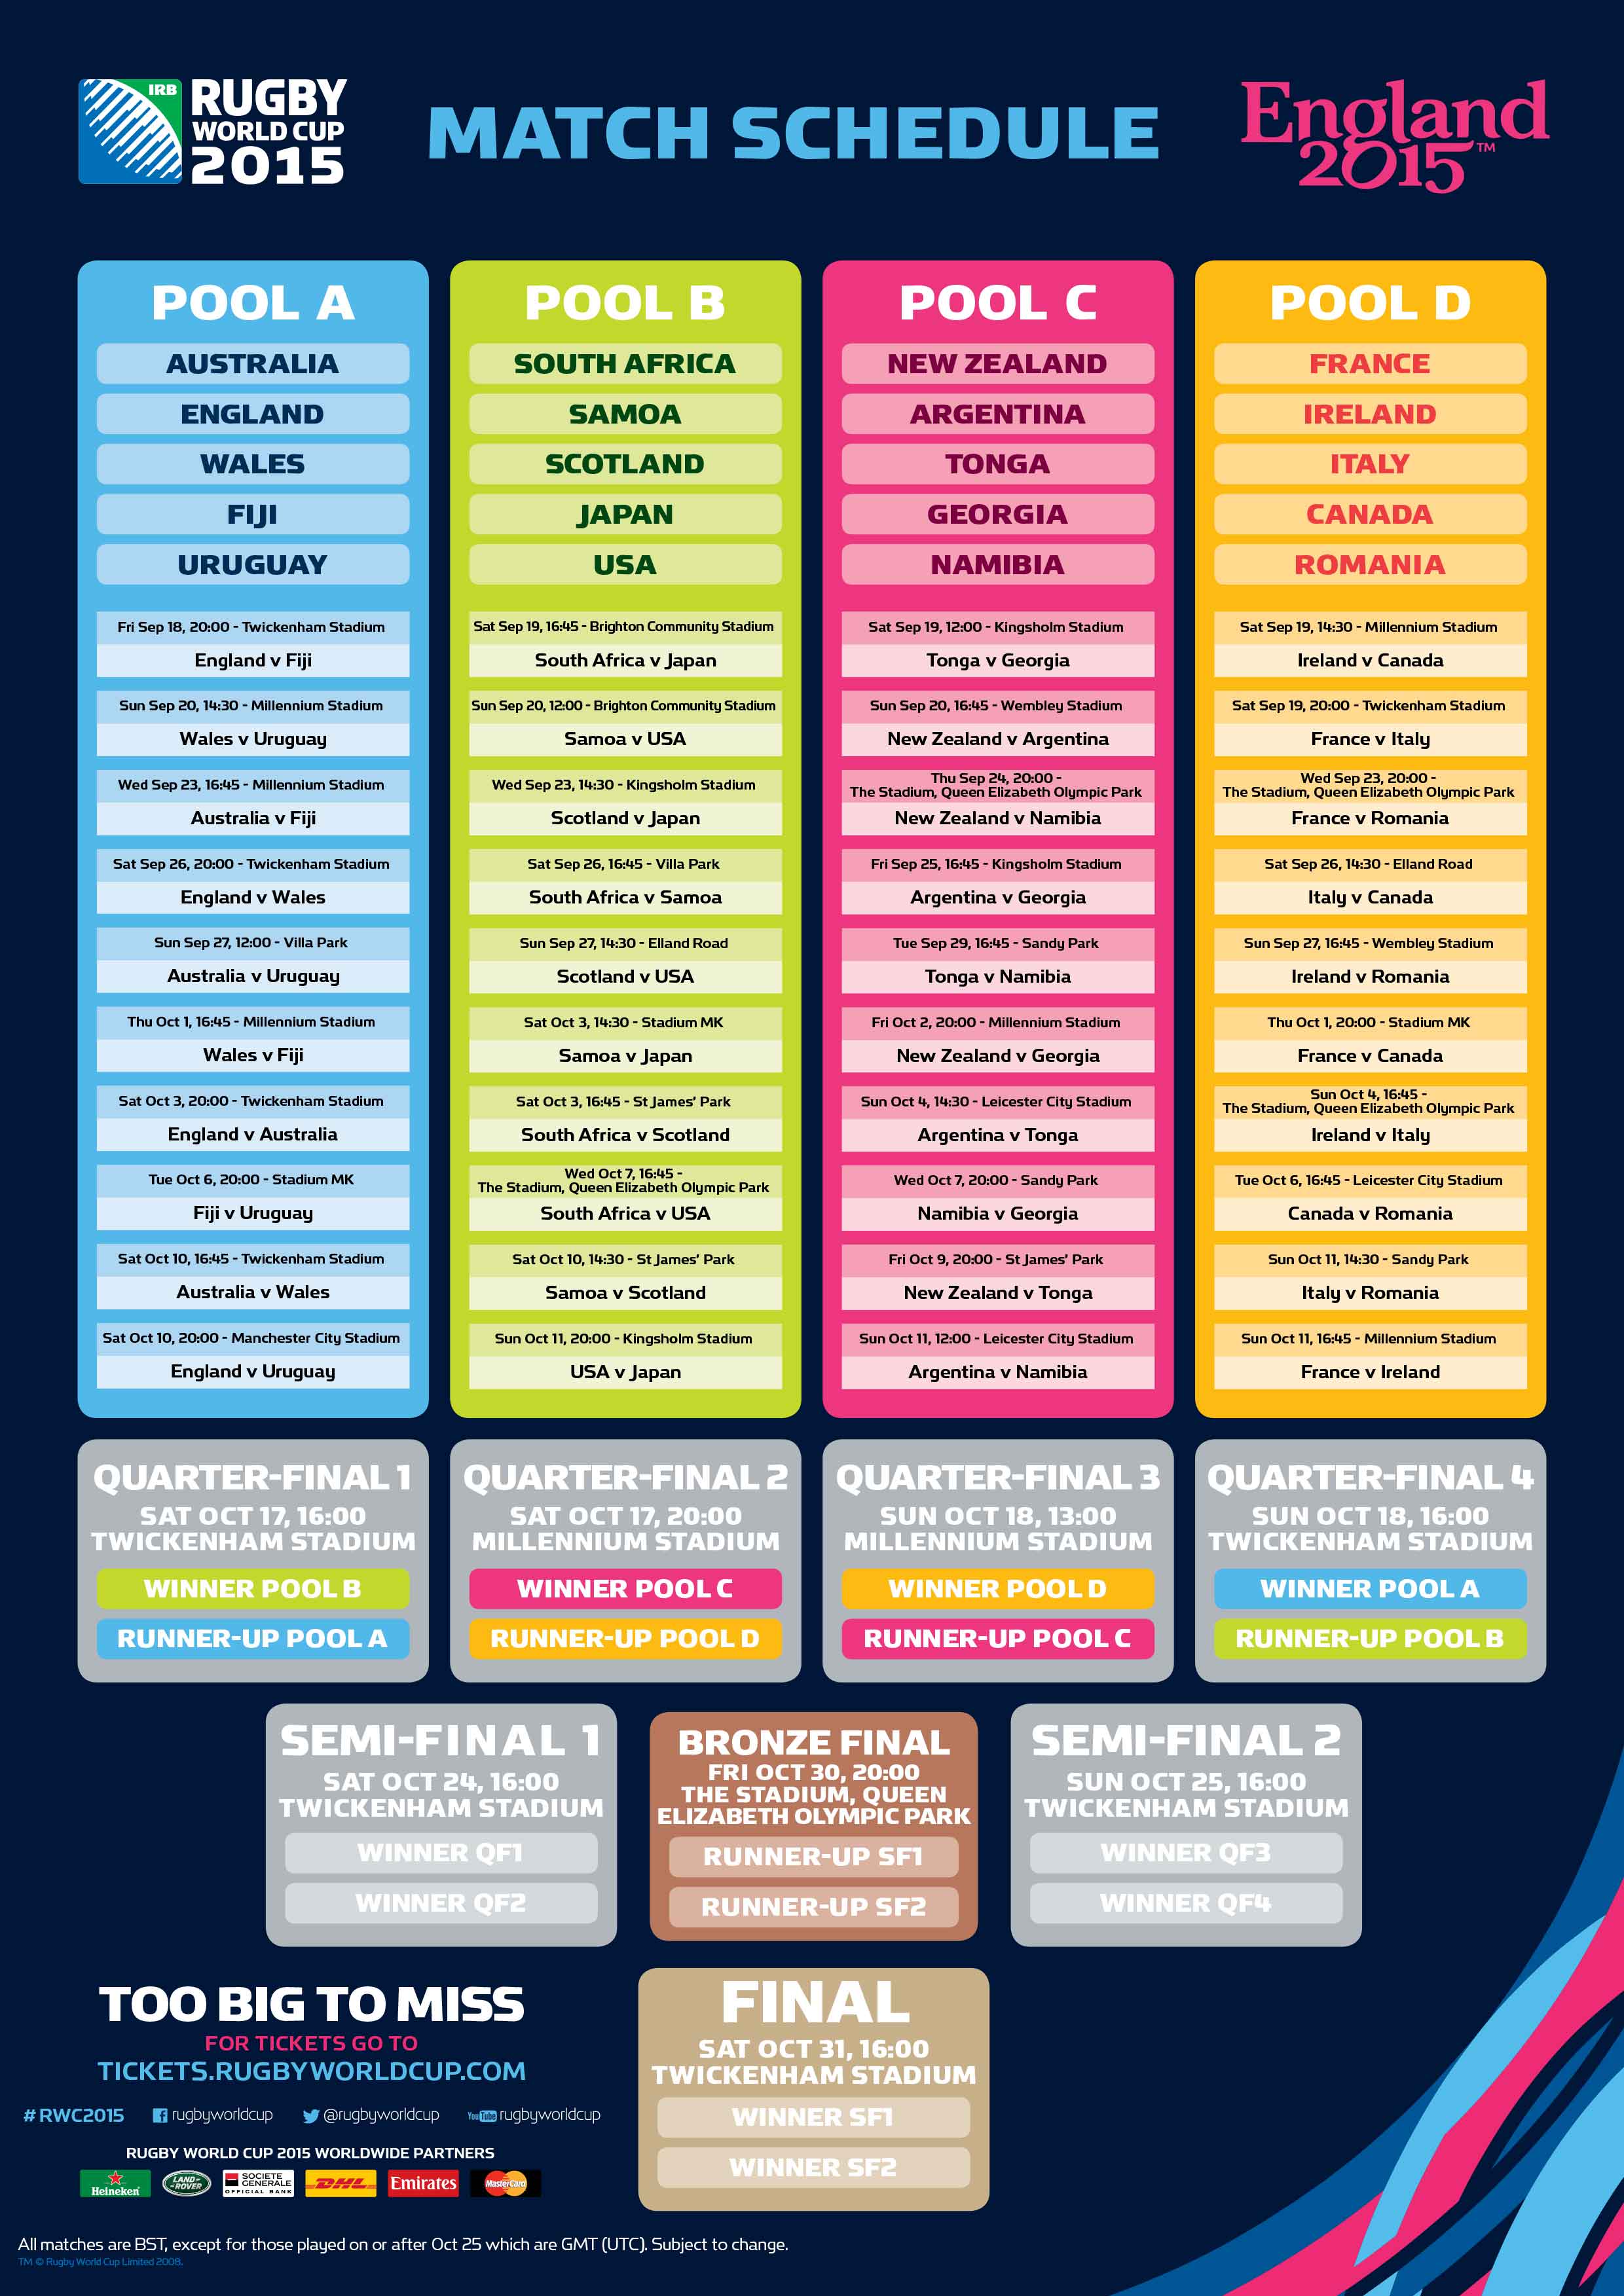 IRB
RUGBY
WORLD CUP
2015
MATCH SCHEDULE
England
2015™
POOL A
AUSTRALIA
ENGLAND
WALES
FIJI
URUGUAY
Fri Sep 18, 20:00 - Twickenham Stadium
England v Fiji
Sun Sep 20, 14:30 - Millennium Stadium
Wales v Uruguay
Wed Sep 23, 16:45 - Millennium Stadium
Australia v Fiji
Sat Sep 26, 20:00 - Twickenham Stadium
England v Wales
Sun Sep 27, 12:00 - Villa Park
Australia v Uruguay
Thu Oct 1, 16:45 - Millennium Stadium
Wales v Fiji
Sat Oct 3, 20:00 - Twickenham Stadium
England v Australia
Tue Oct 6, 20:00 - Stadium MK
Fiji v Uruguay
Sat Oct 10, 16:45 - Twickenham Stadium
Australia v Wales
Sat Oct 10, 20:00 - Manchester City Stadium
England v Uruguay
POOL B
SOUTH AFRICA
SAMOA
SCOTLAND
JAPAN
USA
Sat Sep 19, 16:45 - Brighton Community Stadium
South Africa v Japan
Sun Sep 20, 12:00 - Brighton Community Stadium
Samoa v USA
Wed Sep 23, 14:30 - Kingsholm Stadium
Scotland v Japan
Sat Sep 26, 16:45 - Villa Park
South Africa v Samoa
Sun Sep 27, 14:30 - Elland Road
Scotland v USA
Sat Oct 3, 14:30 - Stadium MK
Samoa v Japan
Sat Oct 3, 16:45 - St James’ Park
South Africa v Scotland
Wed Oct 7, 16:45 -
The Stadium, Queen Elizabeth Olympic Park
South Africa v USA
Sat Oct 10, 14:30 - St James’ Park
Samoa v Scotland
Sun Oct 11, 20:00 - Kingsholm Stadium
USA v Japan
POOL C
NEW ZEALAND
ARGENTINA
TONGA
GEORGIA
NAMIBIA
Sat Sep 19, 12:00 - Kingsholm Stadium
Tonga v Georgia
Sun Sep 20, 16:45 - Wembley Stadium
New Zealand v Argentina
Thu Sep 24, 20:00 -
The Stadium, Queen Elizabeth Olympic Park
New Zealand v Namibia
Fri Sep 25, 16:45 - Kingsholm Stadium
Argentina v Georgia
Tue Sep 29, 16:45 - Sandy Park
Tonga v Namibia
Fri Oct 2, 20:00 - Millennium Stadium
New Zealand v Georgia
Sun Oct 4, 14:30 - Leicester City Stadium
Argentina v Tonga
Wed Oct 7, 20:00 - Sandy Park
Namibia v Georgia
Fri Oct 9, 20:00 - St James’ Park
New Zealand v Tonga
Sun Oct 11, 12:00 - Leicester City Stadium
Argentina v Namibia
POOL D
FRANCE
IRELAND
ITALY
CANADA
ROMANIA
Sat Sep 19, 14:30 - Millennium Stadium
Ireland v Canada
Sat Sep 19, 20:00 - Twickenham Stadium
France v Italy
Wed Sep 23, 20:00 -
The Stadium, Queen Elizabeth Olympic Park
France v Romania
Sat Sep 26, 14:30 - Elland Road
Italy v Canada
Sun Sep 27, 16:45 - Wembley Stadium
Ireland v Romania
Thu Oct 1, 20:00 - Stadium MK
France v Canada
Sun Oct 4, 16:45 -
The Stadium, Queen Elizabeth Olympic Park
Ireland v Italy
Tue Oct 6, 16:45 - Leicester City Stadium
Canada v Romania
Sun Oct 11, 14:30 - Sandy Park
Italy v Romania
Sun Oct 11, 16:45 - Millennium Stadium
France v Ireland
QUARTER-FINAL 1
SAT OCT 17, 16:00
TWICKENHAM STADIUM
WINNER POOL B
RUNNER-UP POOL A
QUARTER-FINAL 2
SAT OCT 17, 20:00
MILLENNIUM STADIUM
WINNER POOL C
RUNNER-UP POOL D
QUARTER-FINAL 3
SUN OCT 18, 13:00
MILLENNIUM STADIUM
WINNER POOL D
RUNNER-UP POOL C
QUARTER-FINAL 4
SUN OCT 18, 16:00
TWICKENHAM STADIUM
WINNER POOL A
RUNNER-UP POOL B
SEMI-FINAL 1
SAT OCT 24, 16:00
TWICKENHAM STADIUM
WINNER QF1
WINNER QF2
BRONZE FINAL
FRI OCT 30, 20:00
THE STADIUM, QUEEN
ELIZABETH OLYMPIC PARK
RUNNER-UP SF1
RUNNER-UP SF2
SEMI-FINAL 2
SUN OCT 25, 16:00
TWICKENHAM STADIUM
WINNER QF3
WINNER QF4
FINAL
SAT OCT 31, 16:00
TWICKENHAM STADIUM
WINNER SF1
WINNER SF2
TOO BIG TO MISS
FOR TICKETS GO TO
TICKETS.RUGBYWORLDCUP.COM
#RWC2015 rugbyworldcup @rugbyworldcup YouTube rugbyworldcup
RUGBY WORLD CUP 2015 WORLDWIDE PARTNERS
Heineken LAND-ROVER SOCIETE GENERALE OFFICIAL BANK DHL Emirates MasterCard
All matches are BST, except for those played on or after Oct 25 which are GMT (UTC). Subject to change.
TM © Rugby World Cup Limited 2008.